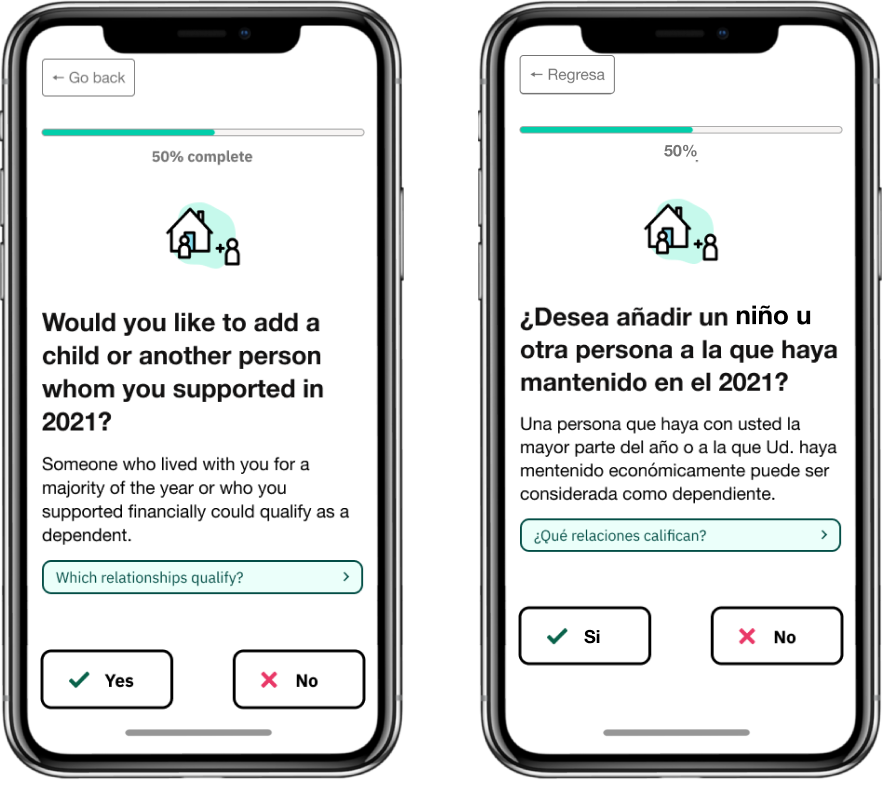 ← Go back
50% complete
Would you like to add a
child or another person
whom you supported in
2021?
Someone who lived with you for a
majority of the year or who you
supported financially could qualify as a
dependent.
Which relationships qualify?
Yes
No
← Regresa
50%.
¿Desea añadir un niño u
otra persona a la que haya
mantenido en el 2021?
Una persona que haya con usted la
mayor parte del año o a la que Ud. haya
mentenido económicamente puede ser
considerada como dependiente.
¿Qué relaciones califican?
Si
No